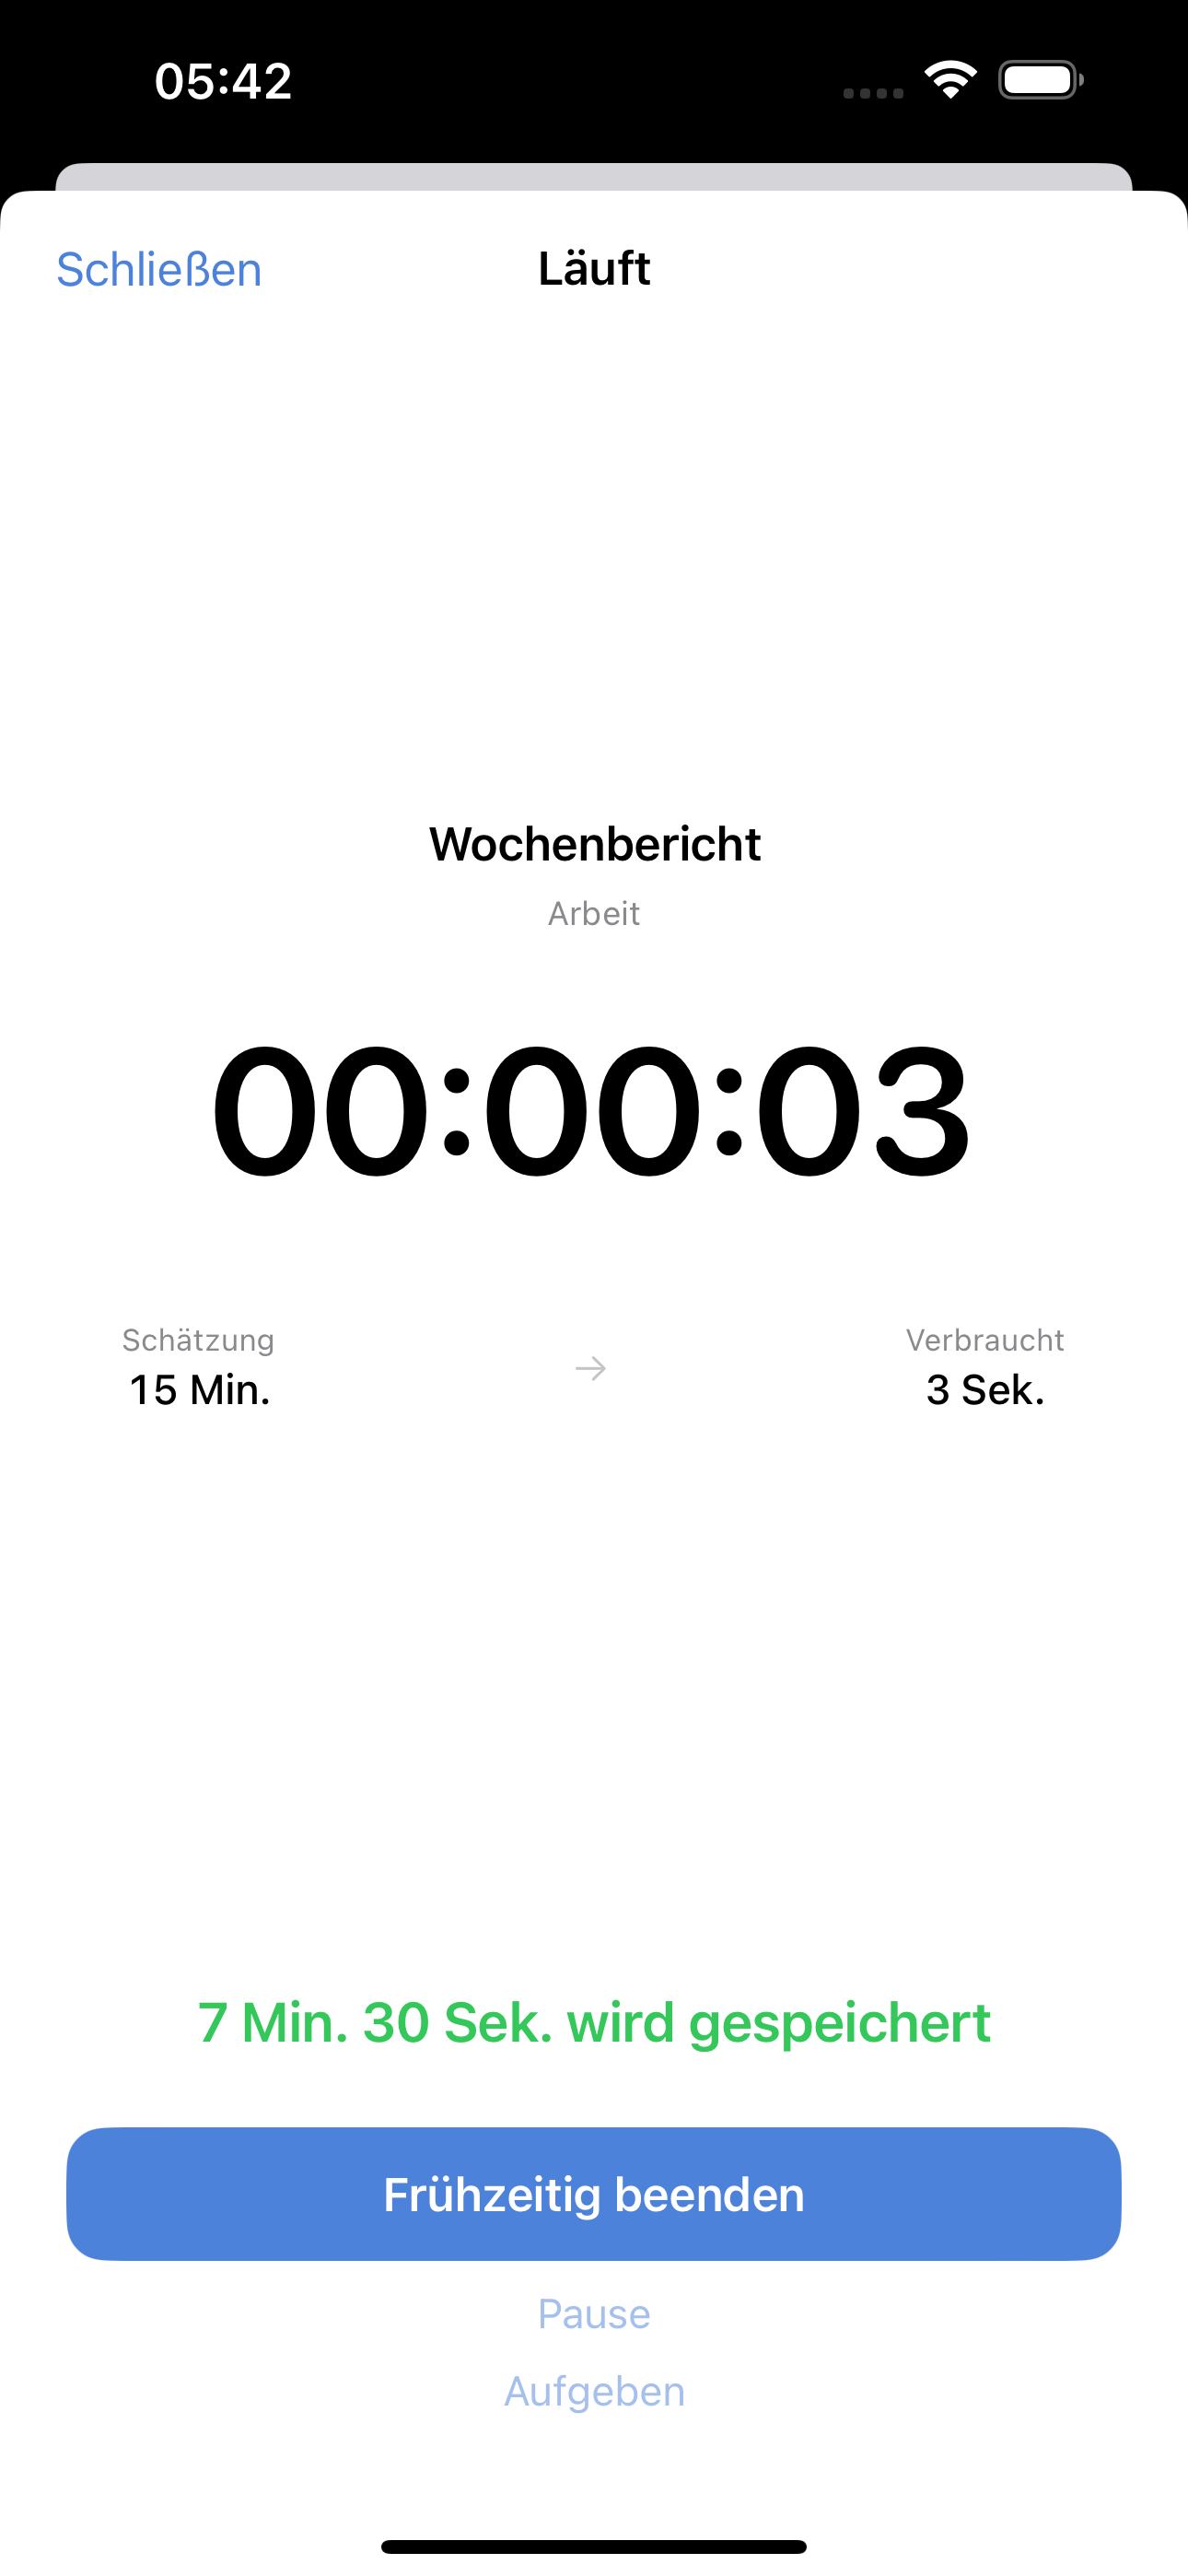 05:42
Schließen
Läuft
Wochenbericht
Arbeit
00:00:03
Schätzung
Verbraucht
15 Min.
→
3 Sek.
7 Min. 30 Sek. wird gespeichert
Frühzeitig beenden
Pause
Aufgeben